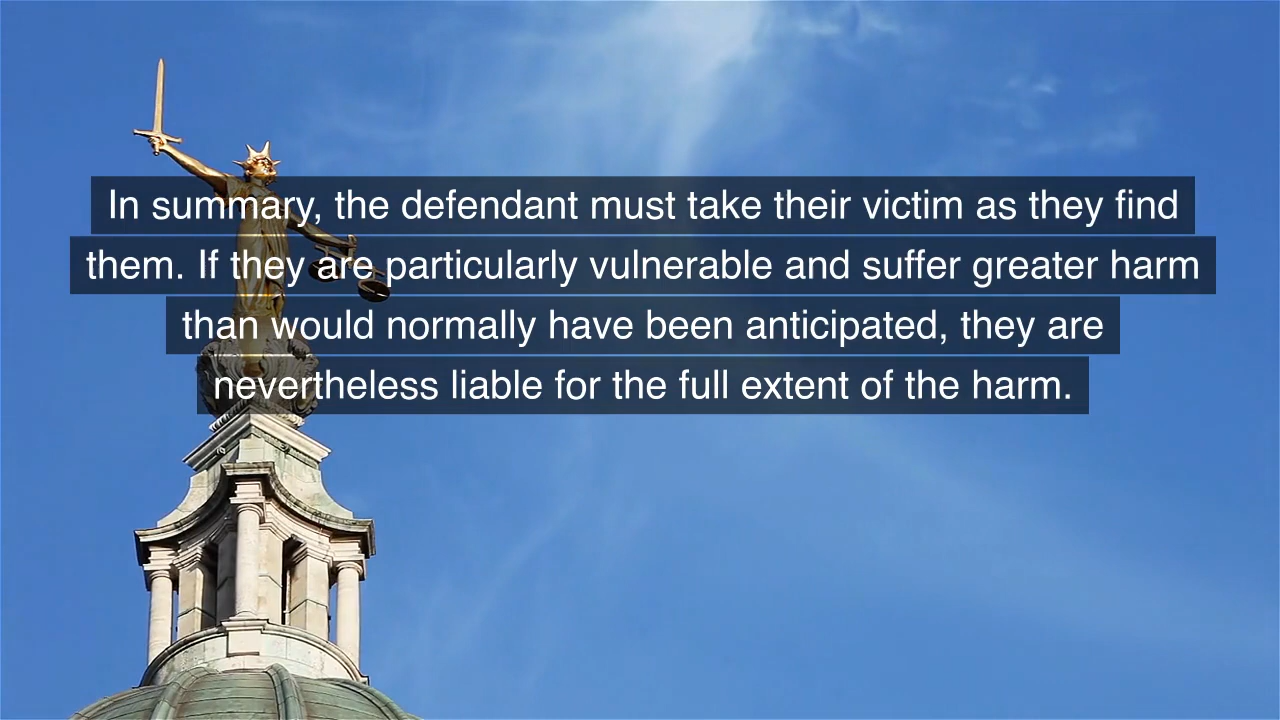 In summary, the defendant must take their victim as they find
them. If they are particularly vulnerable and suffer greater harm
than would normally have been anticipated, they are
nevertheless liable for the full extent of the harm.